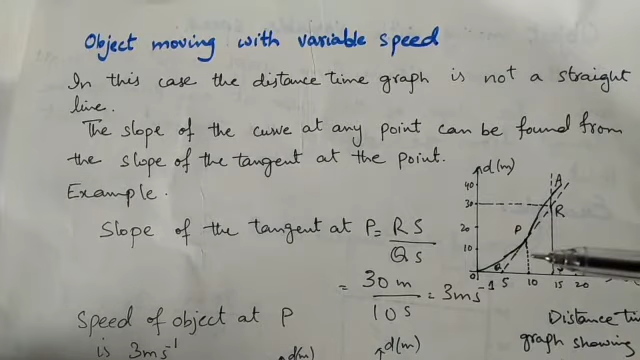 Object moving with variable speed
In this case the distance time graph is not a straight
line.
The slope of the curve at any point can be found from
the slope of the tangent at the point.
Example.
Slope of the tangent at P = RS
QS
= 30 m
10 s
= 3ms⁻¹
d(m)
40
30
20
10
0
A
R
P
Q
5
10
15
20
Speed of object at P
is 3ms⁻¹
d(m)
d(m)
Distance ti
graph showing